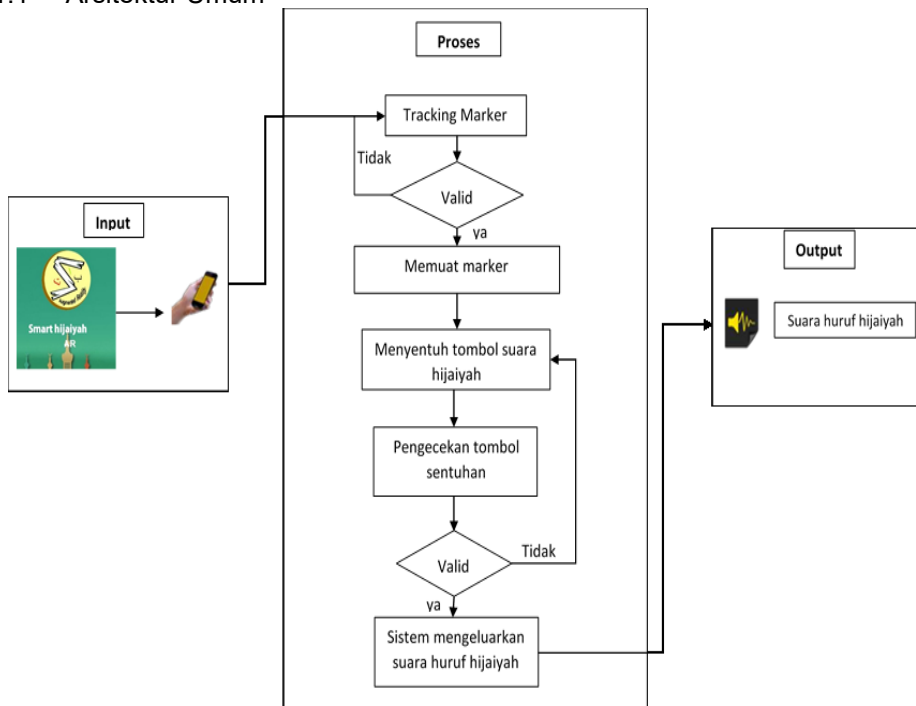 Arsitektur Umum
Proses
Tracking Marker
Tidak
Valid
ya
Memuat marker
Menyentuh tombol suara
hijaiyah
Pengecekan tombol
sentuhan
Valid
Tidak
ya
Sistem mengeluarkan
suara huruf hijaiyah
Input
Smart hijaiyah
AR
Output
Suara huruf hijaiyah